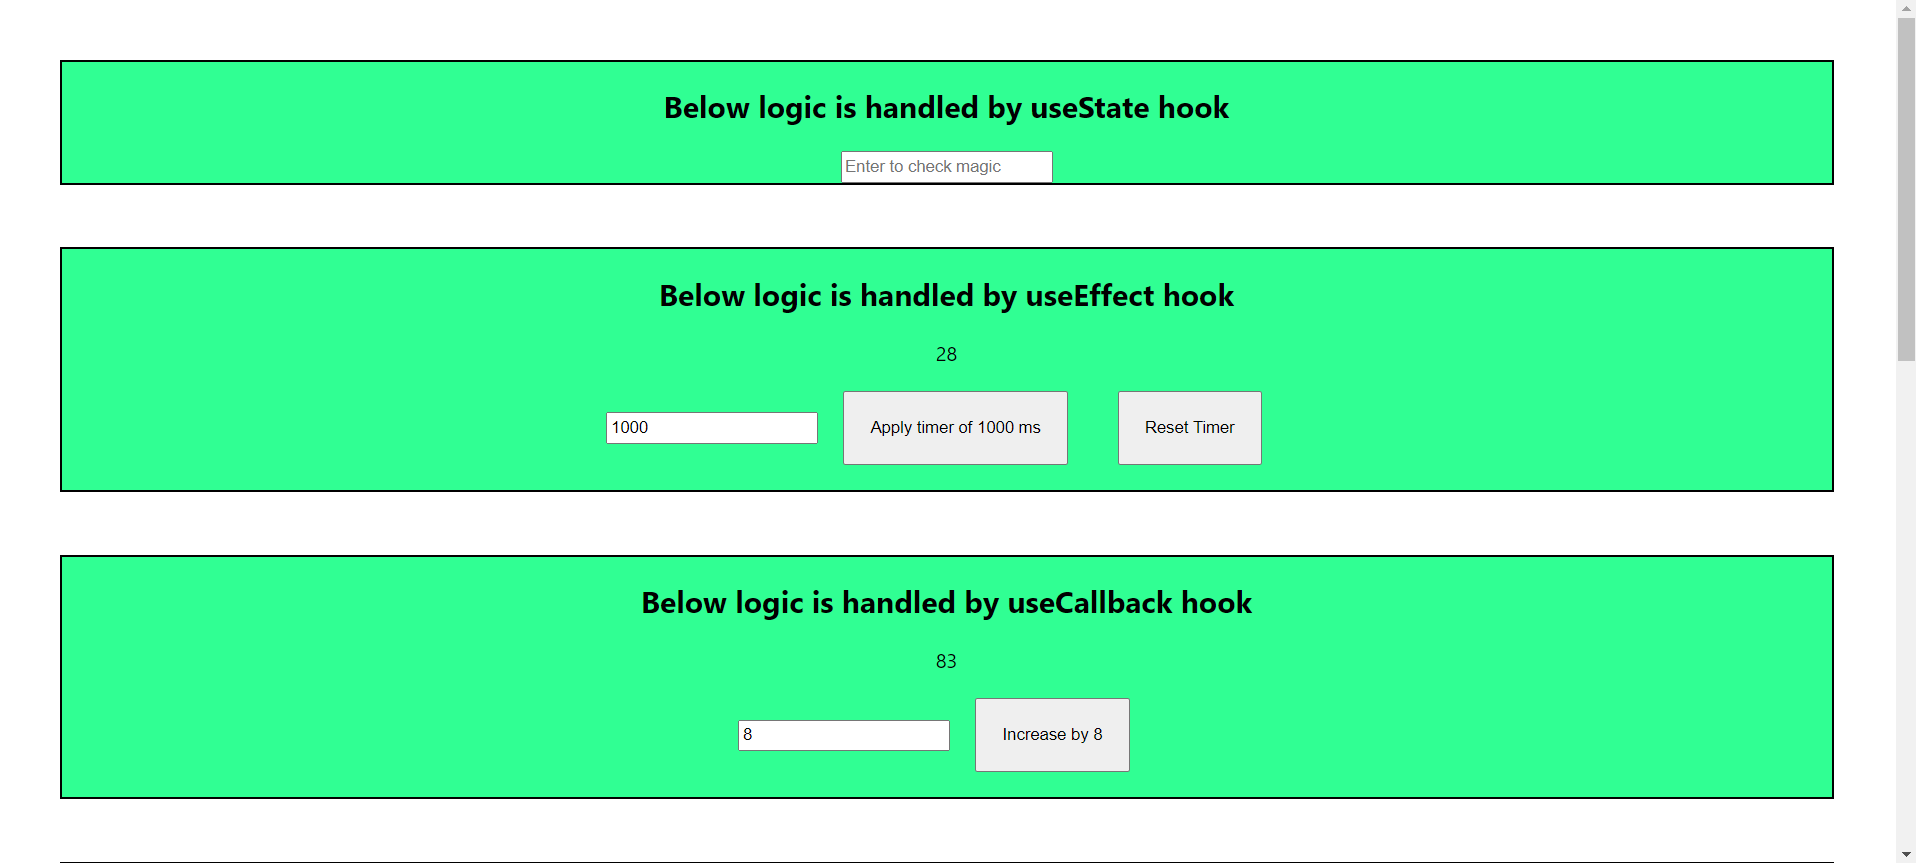 Below logic is handled by useState hook
Enter to check magic
Below logic is handled by useEffect hook
28
1000 Apply timer of 1000 ms Reset Timer
Below logic is handled by useCallback hook
83
8 Increase by 8